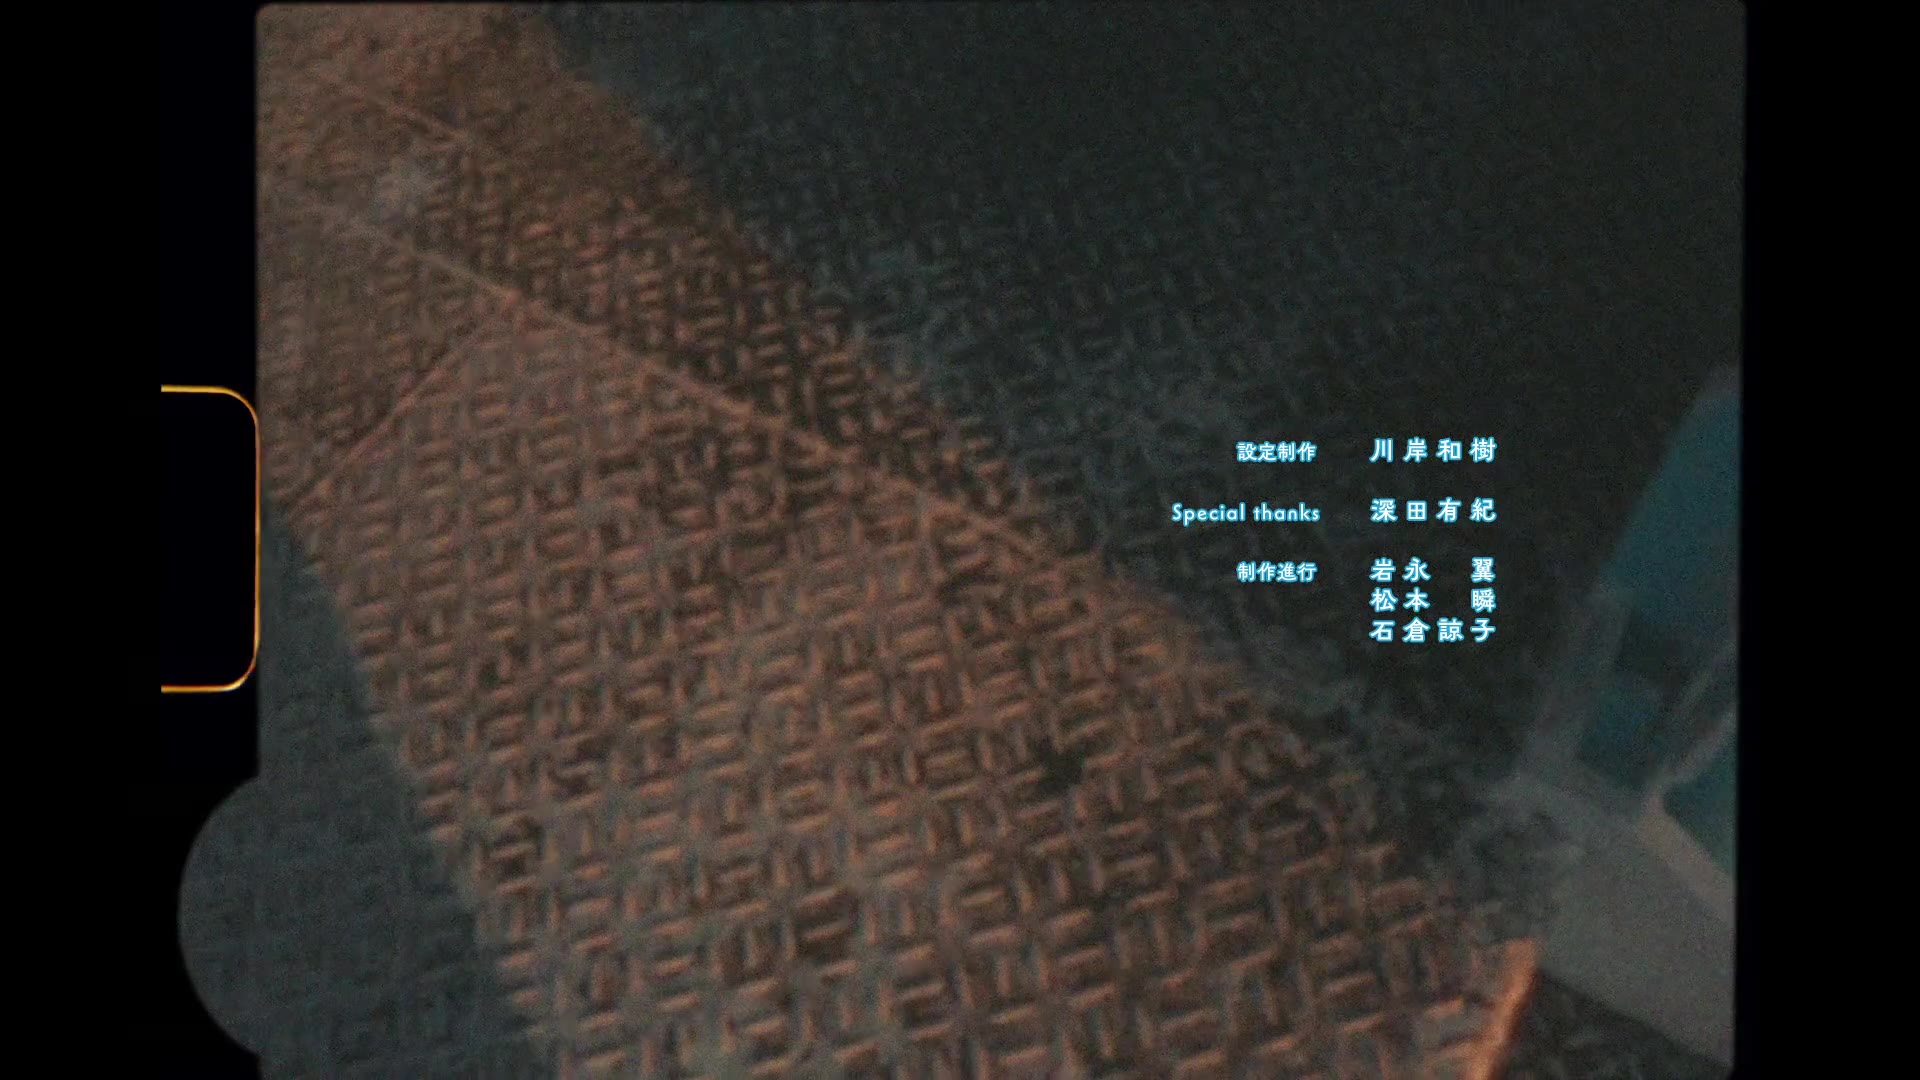 設定制作 川岸和樹
Special thanks 深田有紀
制作進行 岩永 翼
松本 瞬
石倉諒子